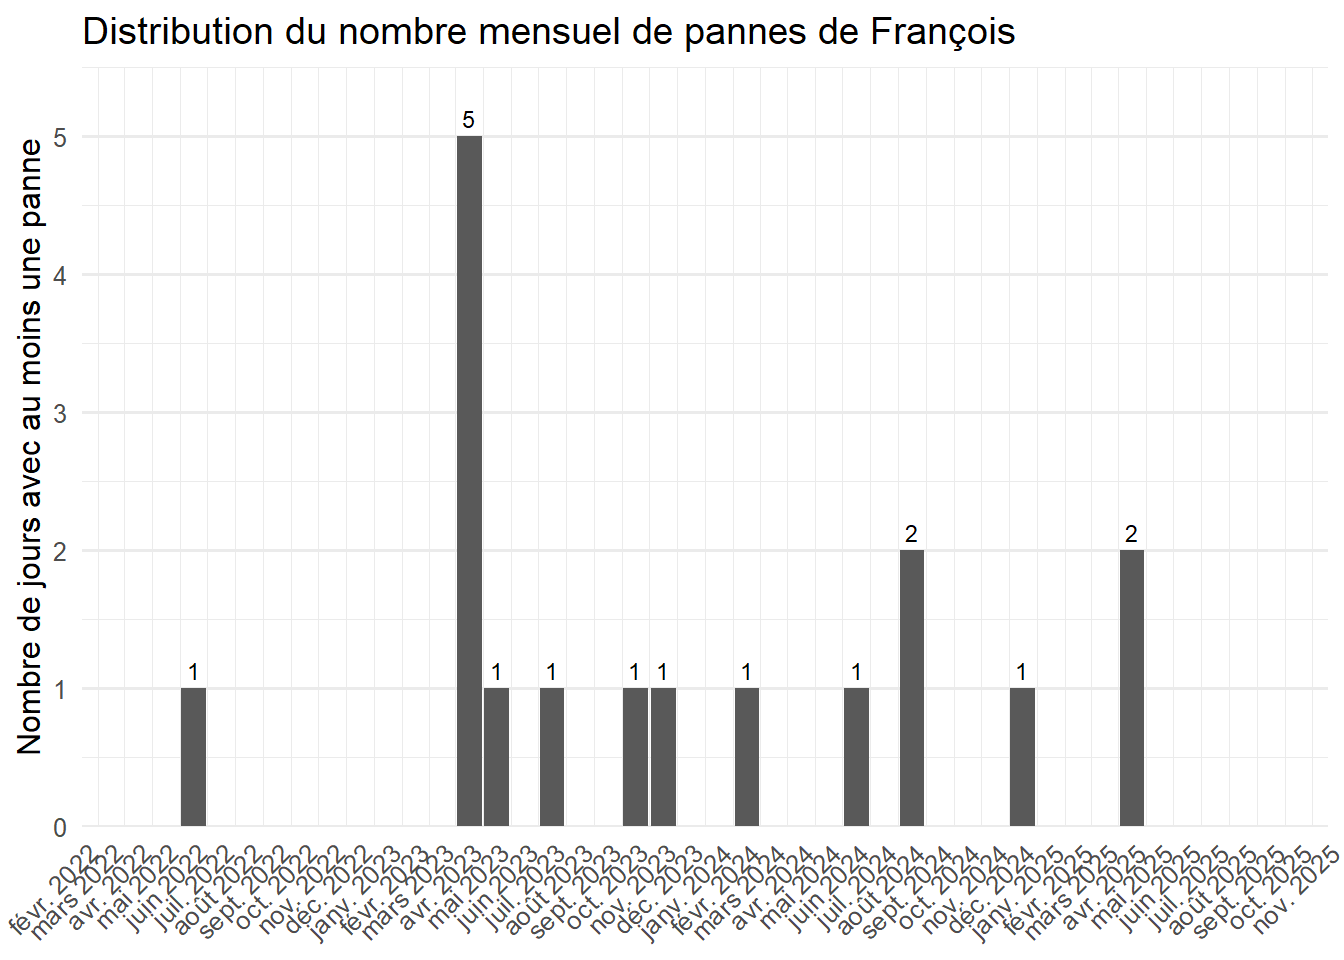 Distribution du nombre mensuel de pannes de François
Nombre de jours avec au moins une panne
5
4
3
2
1
0
1
5
1
1
1
1
1
1
2
1
2
févr. 2022
mars 2022
avr. 2022
mai 2022
juin 2022
juil. 2022
août 2022
sept. 2022
oct. 2022
nov. 2022
déc. 2022
janv. 2023
févr. 2023
mars 2023
avr. 2023
mai 2023
juin 2023
juil. 2023
août 2023
sept. 2023
oct. 2023
nov. 2023
déc. 2023
janv. 2024
févr. 2024
mars 2024
avr. 2024
mai 2024
juin 2024
juil. 2024
août 2024
sept. 2024
oct. 2024
nov. 2024
déc. 2024
janv. 2025
févr. 2025
mars 2025
avr. 2025
mai 2025
juin 2025
juil. 2025
août 2025
sept. 2025
oct. 2025
nov. 2025